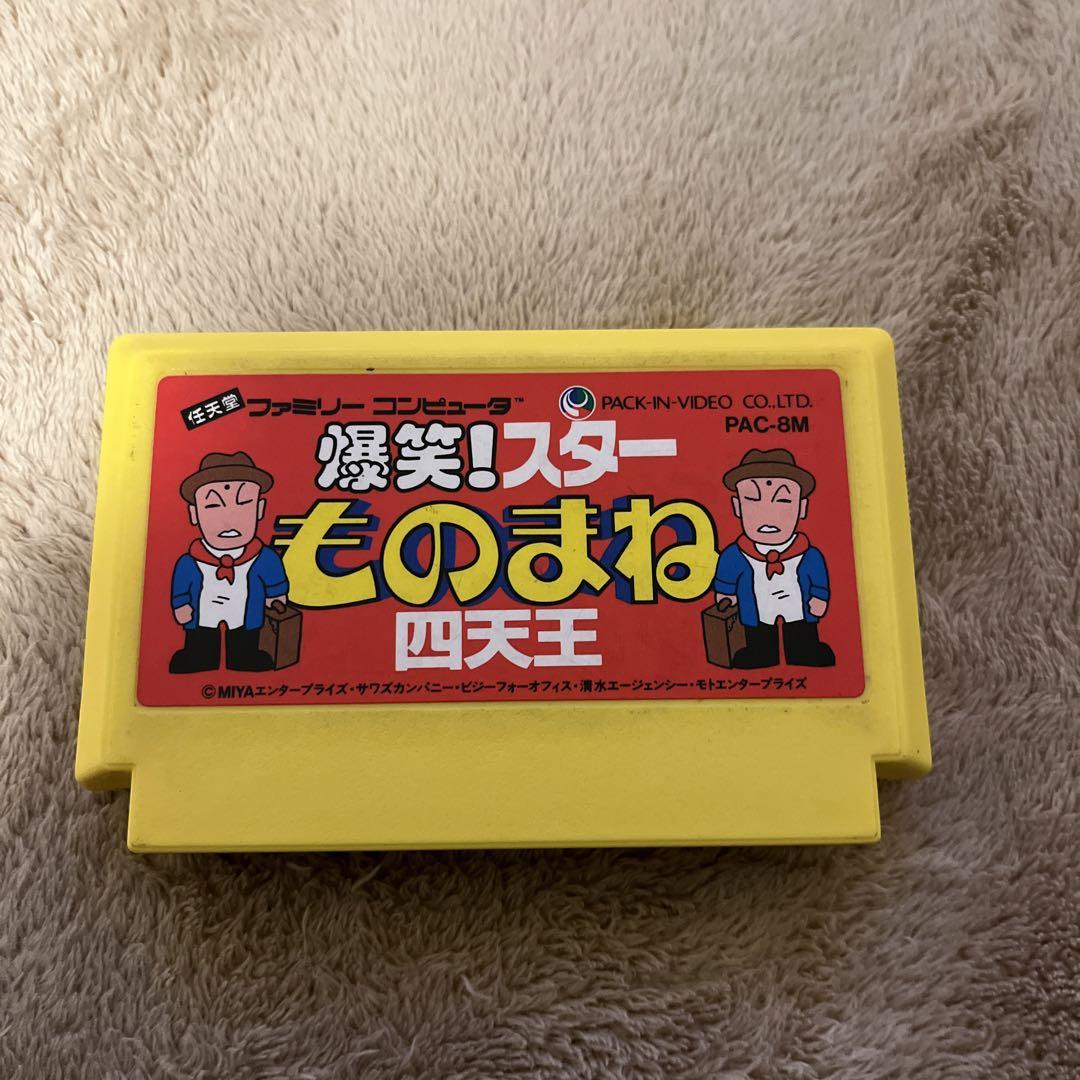 任天堂 ファミリー コンピュータ™ PACK-IN-VIDEO CO.,LTD.
PAC-8M
爆笑!スター
ものまね
四天王
©MIYAエンタープライズ・サワズカンパニー・ビジーフォーオフィス・清水エージェンシー・モトエンタープライズ